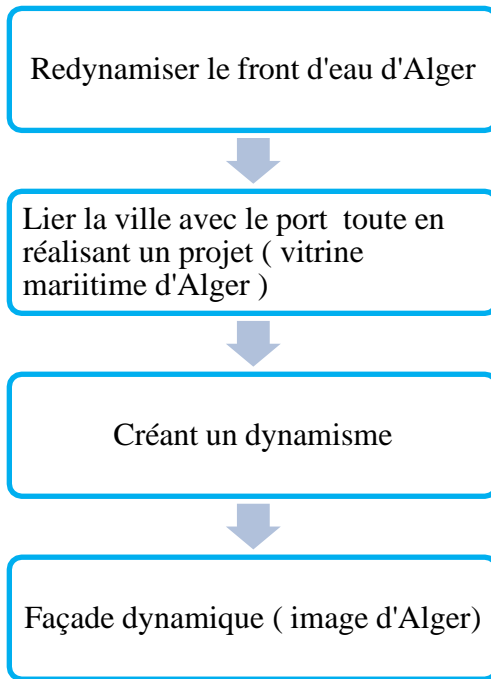 Redynamiser le front d'eau d'Alger
Lier la ville avec le port toute en
réalisant un projet ( vitrine
mariitime d'Alger )
Créant un dynamisme
Façade dynamique ( image d'Alger)